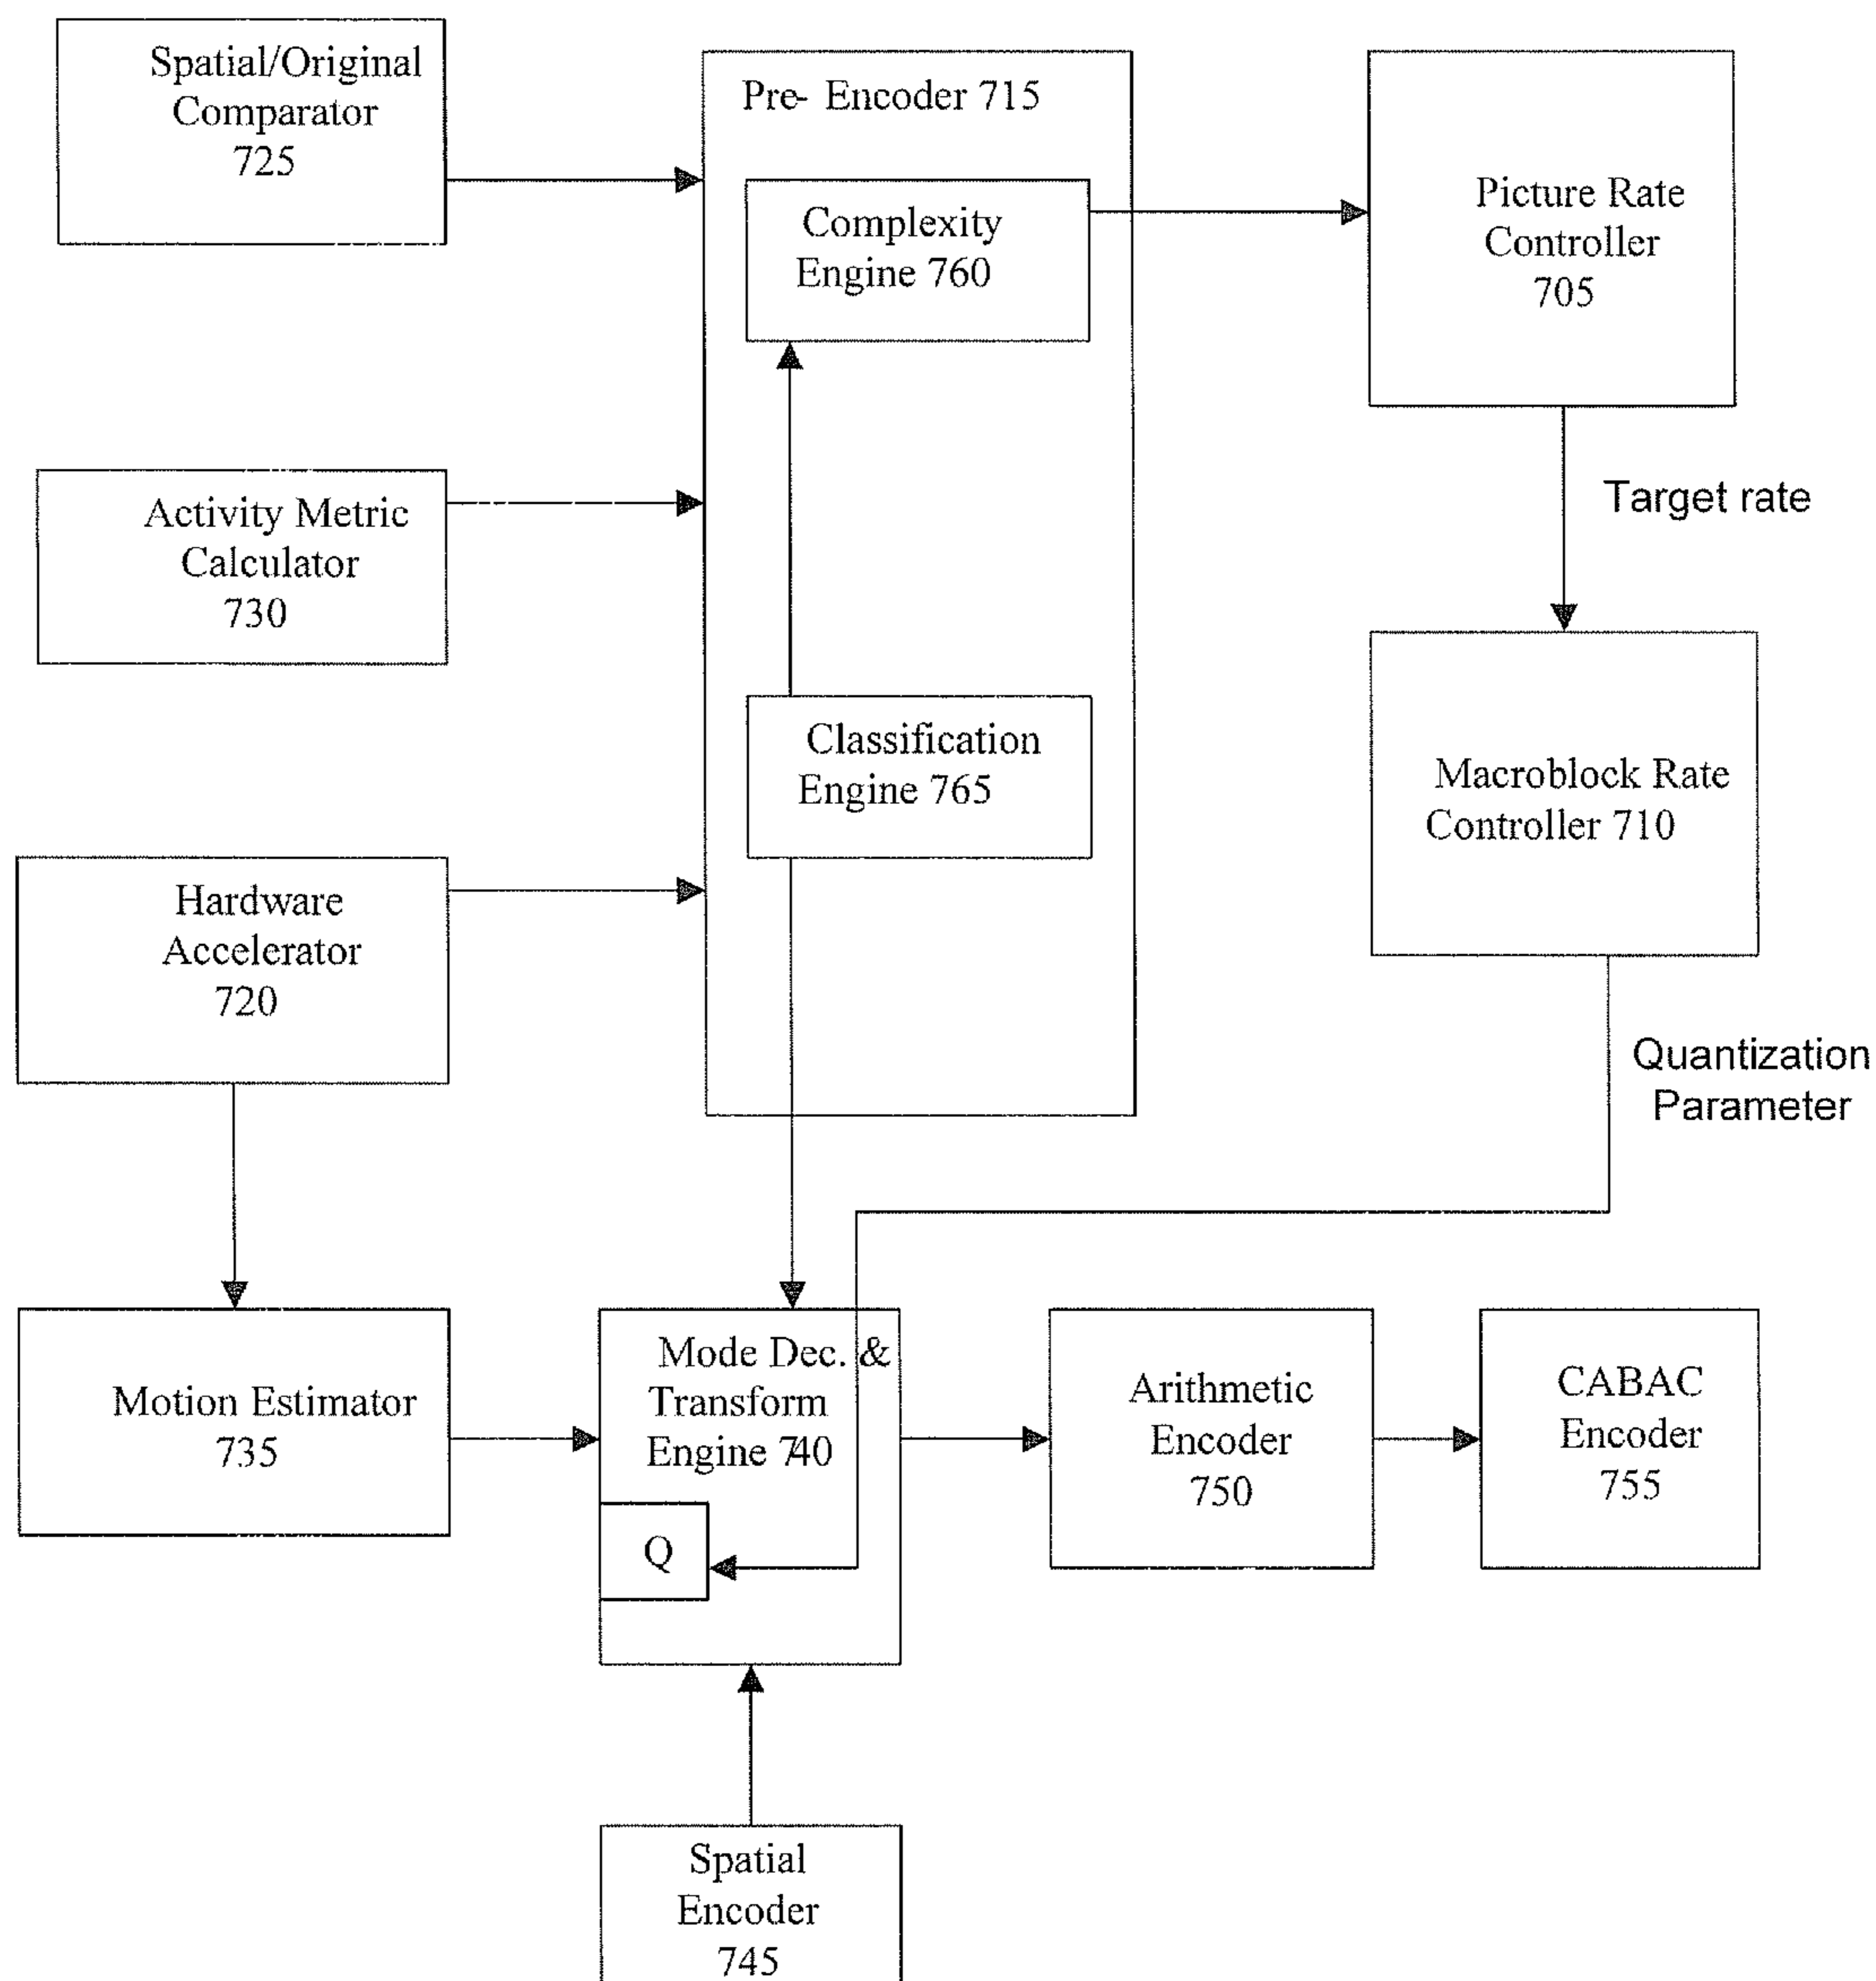 Spatial/Original
Comparator
725
Pre- Encoder 715
Complexity
Engine 760
Picture Rate
Controller
705
Target rate
Activity Metric
Calculator
730
Classification
Engine 765
Macroblock Rate
Controller 710
Hardware
Accelerator
720
Quantization
Parameter
Motion Estimator
735
Mode Dec. &
Transform
Engine 740
Q
Arithmetic
Encoder
750
CABAC
Encoder
755
Spatial
Encoder
745